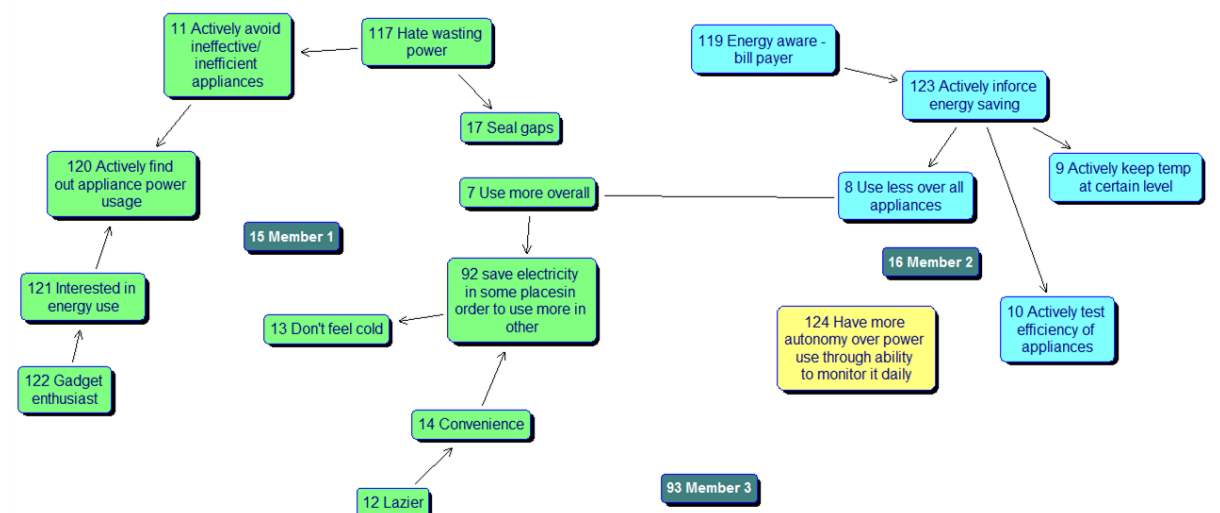 11 Actively avoid
ineffective/
inefficient
appliances
117 Hate wasting
power
119 Energy aware -
bill payer
123 Actively inforce
energy saving
17 Seal gaps
120 Actively find
out appliance power
usage
9 Actively keep temp
at certain level
7 Use more overall
8 Use less over all
appliances
15 Member 1
16 Member 2
92 save electricity
in some placesin
order to use more in
other
121 Interested in
energy use
13 Don't feel cold
124 Have more
autonomy over power
use through ability
to monitor it daily
10 Actively test
efficiency of
appliances
122 Gadget
enthusiast
14 Convenience
93 Member 3
12 Lazier